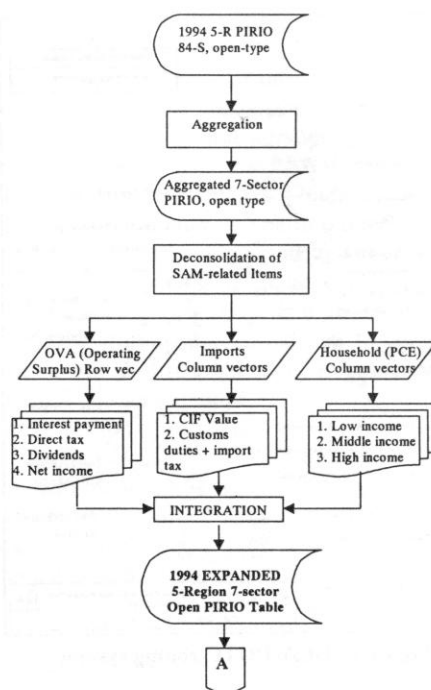 1994 5-R PIRIO
84-S, open-type
Aggregation
Aggregated 7-Sector
PIRIO, open type
Deconsolidation of
SAM-related Items
OVA (Operating
Surplus) Row vec
Imports
Column vectors
Household (PCE)
Column vectors
1. Interest payment
2. Direct tax
3. Dividends
4. Net income
1. CIF Value
2. Customs
duties + import
tax
1. Low income
2. Middle income
3. High income
INTEGRATION
1994 EXPANDED
5-Region 7-sector
Open PIRIO Table
A